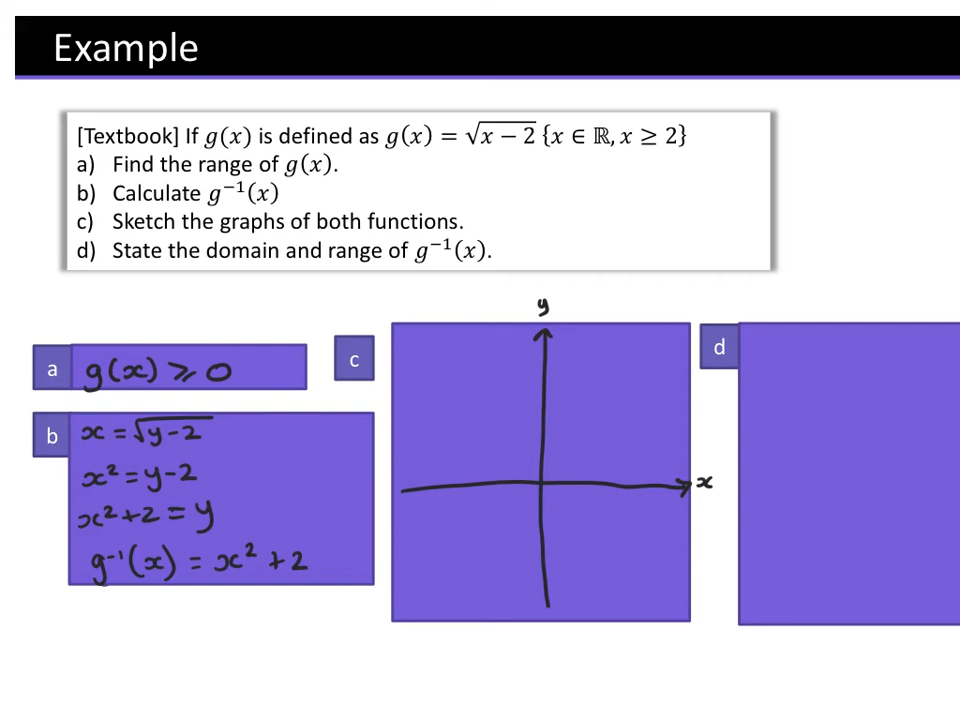 Example
[Textbook] If g(x) is defined as g(x) = √(x − 2) {x ∈ ℝ, x ≥ 2}
a) Find the range of g(x).
b) Calculate g⁻¹(x)
c) Sketch the graphs of both functions.
d) State the domain and range of g⁻¹(x).
a
g(x) ⩾ 0
b
x = √(y−2)
x² = y−2
x²+2 = y
g⁻¹(x) = x² + 2
c
y
x
d